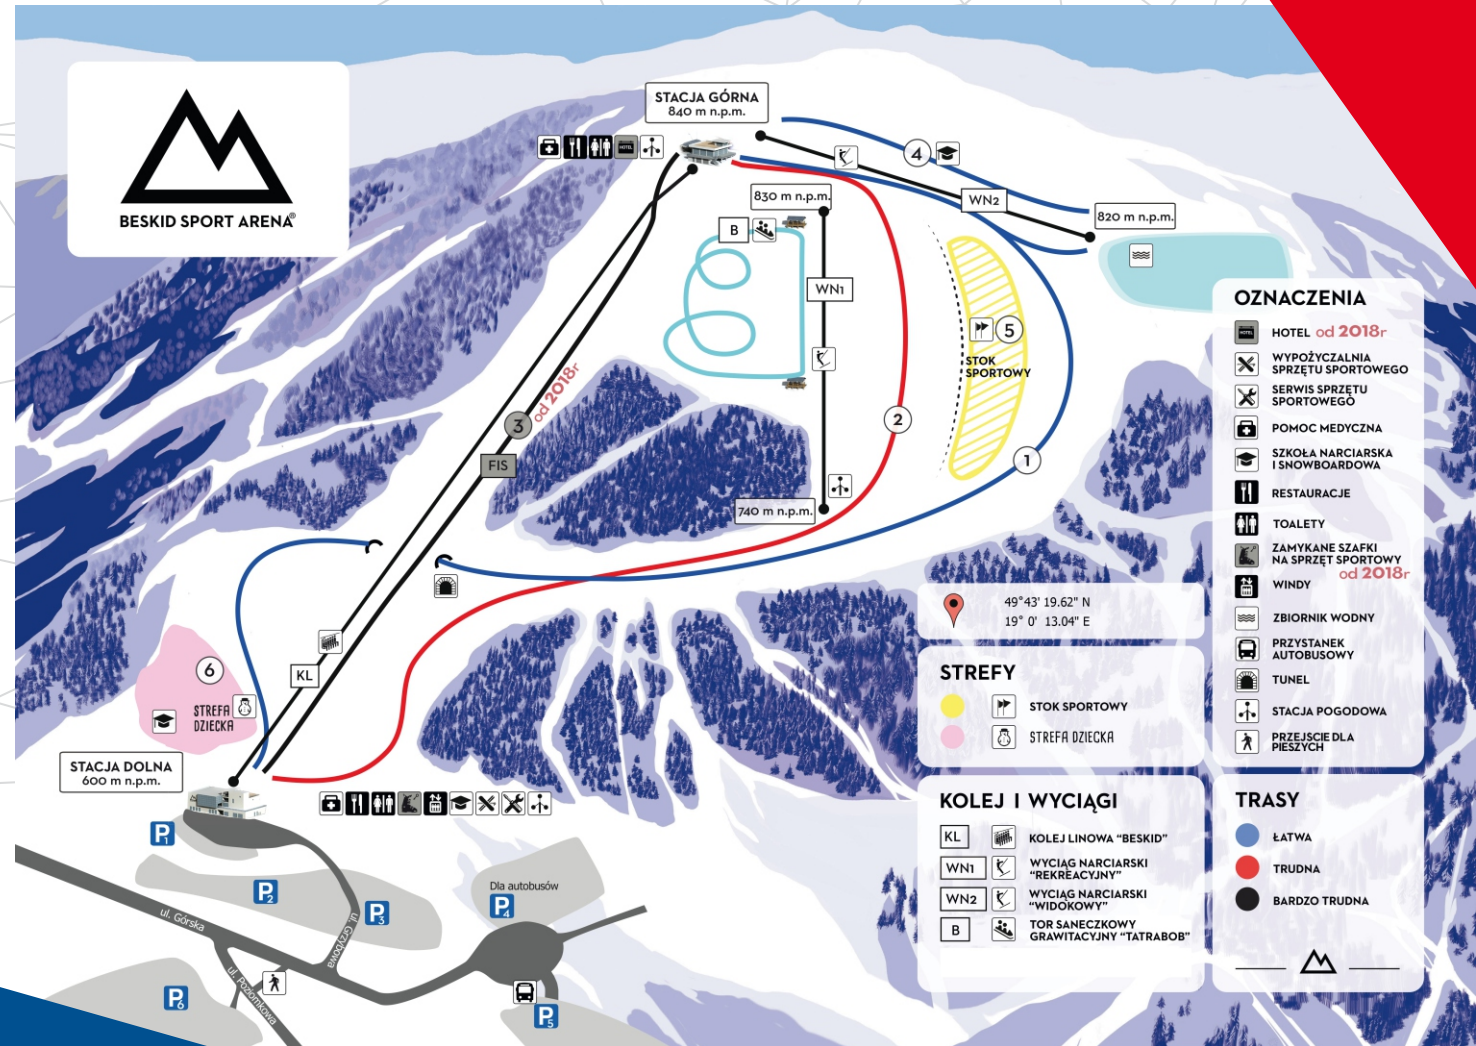 BESKID SPORT ARENA®
STACJA GÓRNA
840 m n.p.m.
HOTEL
4
WN2
820 m n.p.m.
830 m n.p.m.
B
WN1
5
STOK
SPORTOWY
od 2018r
3
FIS
2
1
740 m n.p.m.
KL
6
STREFA
DZIECKA
STACJA DOLNA
600 m n.p.m.
P1
P2
P3
Dla autobusów
P4
P5
P6
ul. Górska
ul. Grzybowa
ul. Poziomkowa
49°43' 19.62" N
19° 0' 13.04" E
STREFY
STOK SPORTOWY
STREFA DZIECKA
KOLEJ I WYCIĄGI
KL KOLEJ LINOWA “BESKID”
WN1 WYCIĄG NARCIARSKI
“REKREACYJNY”
WN2 WYCIĄG NARCIARSKI
“WIDOKOWY”
B TOR SANECZKOWY
GRAWITACYJNY “TATRABOB”
OZNACZENIA
HOTEL HOTEL od 2018r
WYPOŻYCZALNIA
SPRZĘTU SPORTOWEGO
SERWIS SPRZĘTU
SPORTOWEGO
POMOC MEDYCZNA
SZKOŁA NARCIARSKA
I SNOWBOARDOWA
RESTAURACJE
TOALETY
ZAMYKANE SZAFKI
NA SPRZĘT SPORTOWY
od 2018r
WINDY
ZBIORNIK WODNY
PRZYSTANEK
AUTOBUSOWY
TUNEL
STACJA POGODOWA
PRZEJSCIE DLA
PIESZYCH
TRASY
ŁATWA
TRUDNA
BARDZO TRUDNA